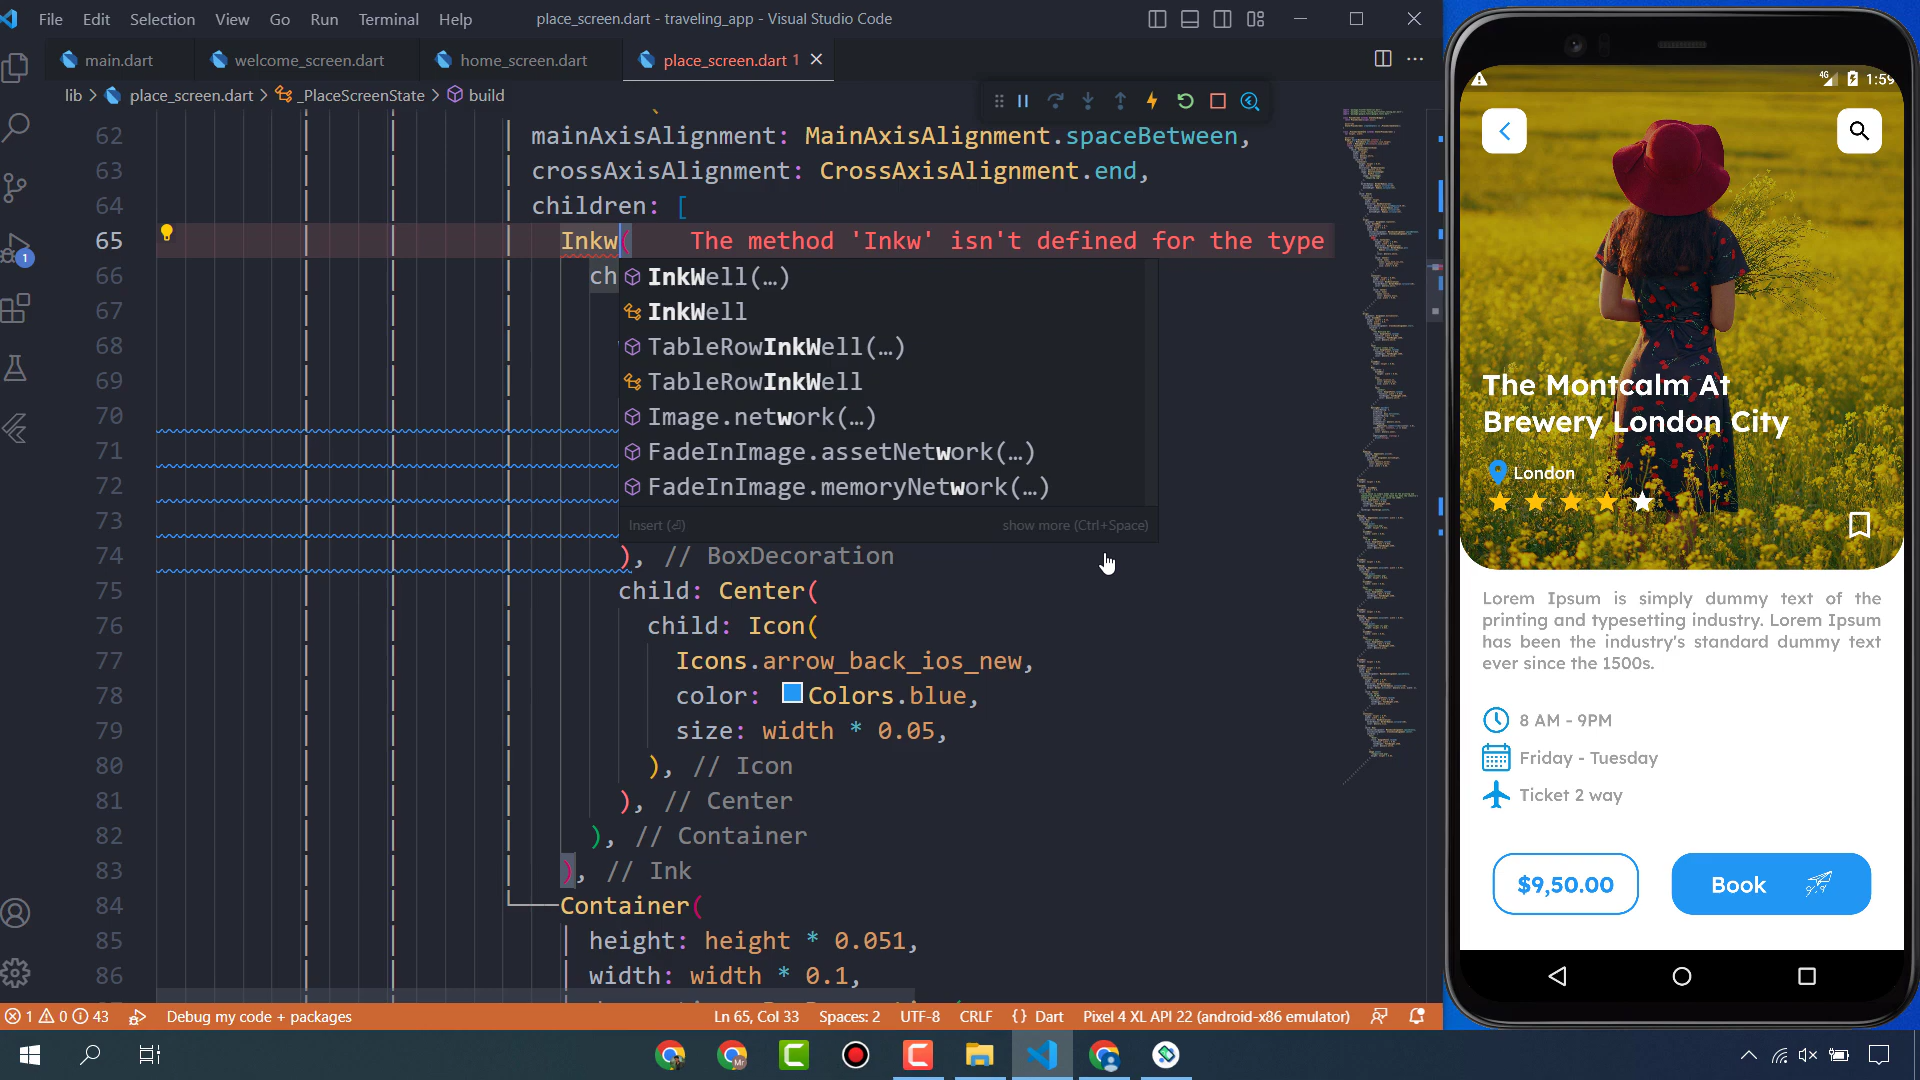 File Edit Selection View Go Run Terminal Help
place_screen.dart - traveling_app - Visual Studio Code
main.dart
welcome_screen.dart
home_screen.dart
place_screen.dart 1
lib > place_screen.dart > _PlaceScreenState > build
62 mainAxisAlignment: MainAxisAlignment.spaceBetween,
63 crossAxisAlignment: CrossAxisAlignment.end,
64 children: [
65 Inkw( The method 'Inkw' isn't defined for the type
66 ch
InkWell(…)
67
InkWell
68
TableRowInkWell(…)
69
TableRowInkWell
70
Image.network(…)
71
FadeInImage.assetNetwork(…)
72
FadeInImage.memoryNetwork(…)
73
Insert (⏎) show more (Ctrl+Space)
74 ), // BoxDecoration
75 child: Center(
76 child: Icon(
77 Icons.arrow_back_ios_new,
78 color: Colors.blue,
79 size: width * 0.05,
80 ), // Icon
81 ), // Center
82 ), // Container
83 ), // Ink
84 Container(
85 height: height * 0.051,
86 width: width * 0.1,
1
1 0 43 Debug my code + packages
Ln 65, Col 33 Spaces: 2 UTF-8 CRLF {} Dart Pixel 4 XL API 22 (android-x86 emulator)
4G 1:59
The Montcalm At
Brewery London City
London
Lorem Ipsum is simply dummy text of the
printing and typesetting industry. Lorem Ipsum
has been the industry's standard dummy text
ever since the 1500s.
8 AM - 9PM
Friday - Tuesday
Ticket 2 way
$9,50.00
Book